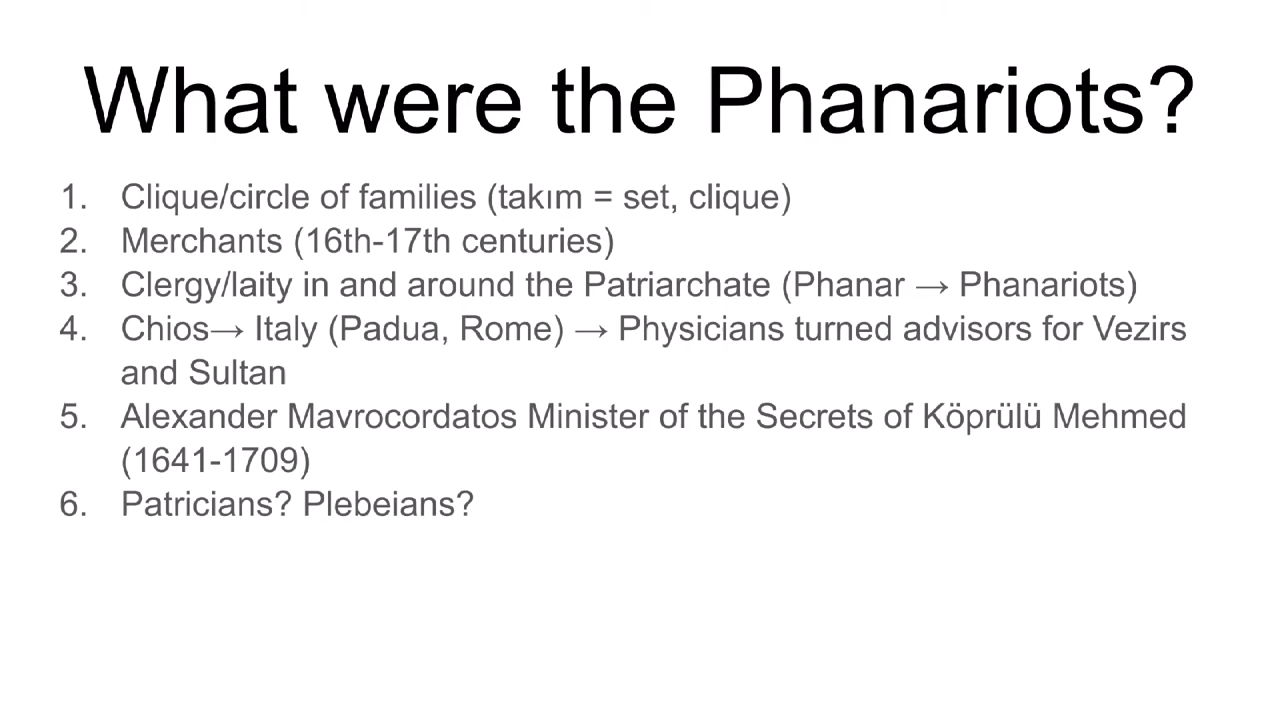 What were the Phanariots?
1. Clique/circle of families (takım = set, clique)
2. Merchants (16th-17th centuries)
3. Clergy/laity in and around the Patriarchate (Phanar → Phanariots)
4. Chios→ Italy (Padua, Rome) → Physicians turned advisors for Vezirs
and Sultan
5. Alexander Mavrocordatos Minister of the Secrets of Köprülü Mehmed
(1641-1709)
6. Patricians? Plebeians?